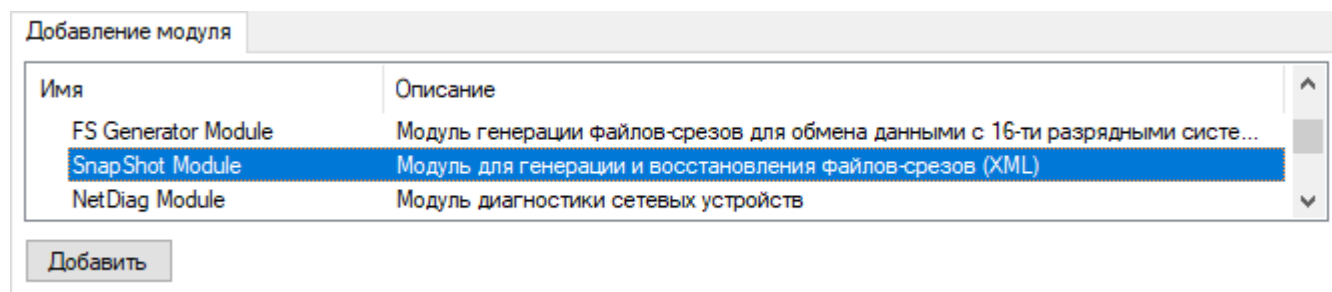 Добавление модуля
Имя Описание
FS Generator Module Модуль генерации файлов-срезов для обмена данными с 16-ти разрядными систе...
SnapShot Module Модуль для генерации и восстановления файлов-срезов (XML)
NetDiag Module Модуль диагностики сетевых устройств
Добавить